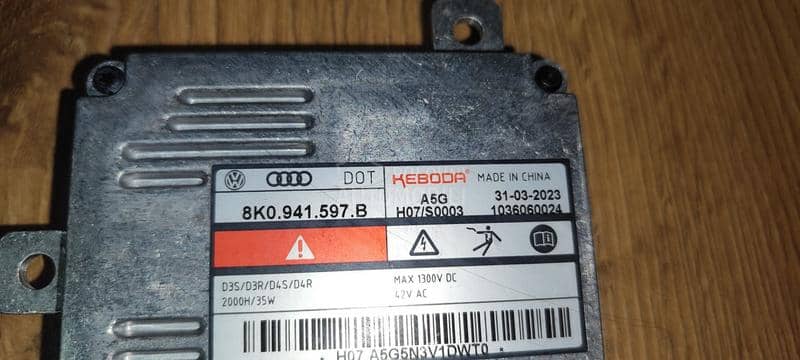 DOT KEBODA MADE IN CHINA
8K0.941.597.B A5G 31-03-2023
H07/S0003 1036060024
D3S/D3R/D4S/D4R MAX 1300V DC
2000H/35W 42V AC
H07 A5G5N3V1DWT0